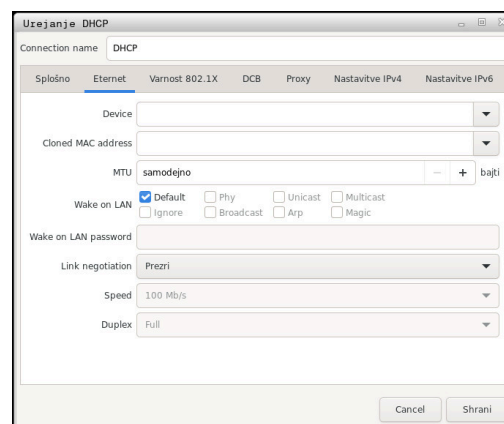 Urejanje DHCP
Connection name DHCP
Splošno Eternet Varnost 802.1X DCB Proxy Nastavitve IPv4 Nastavitve IPv6
Device
Cloned MAC address
MTU samodejno − + bajti
Wake on LAN Default Phy Unicast Multicast
Ignore Broadcast Arp Magic
Wake on LAN password
Link negotiation Prezri
Speed 100 Mb/s
Duplex Full
Cancel Shrani